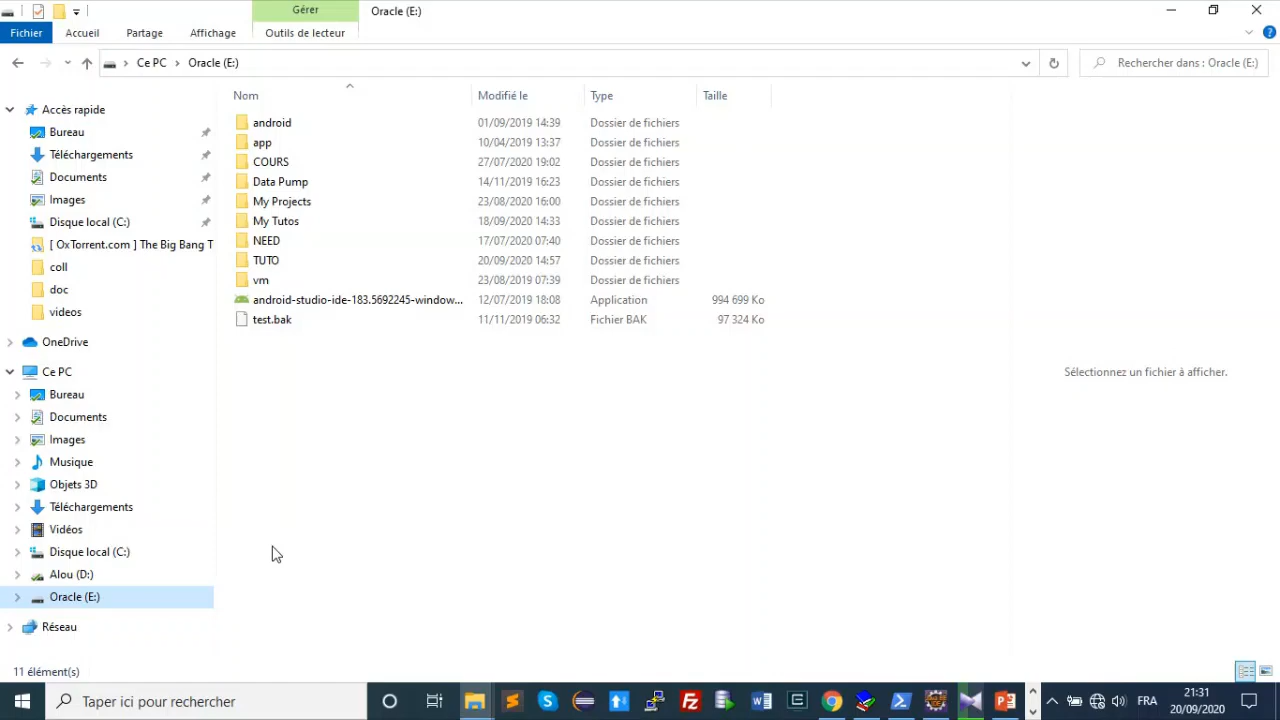 Gérer
Oracle (E:)
Fichier
Accueil
Partage
Affichage
Outils de lecteur
Ce PC
Oracle (E:)
Rechercher dans : Oracle (E:)
Nom
Modifié le
Type
Taille
Accès rapide
Bureau
Téléchargements
Documents
Images
Disque local (C:)
[ OxTorrent.com ] The Big Bang T
coll
doc
videos
OneDrive
Ce PC
Bureau
Documents
Images
Musique
Objets 3D
Téléchargements
Vidéos
Disque local (C:)
Alou (D:)
Oracle (E:)
Réseau
android 01/09/2019 14:39 Dossier de fichiers
app 10/04/2019 13:37 Dossier de fichiers
COURS 27/07/2020 19:02 Dossier de fichiers
Data Pump 14/11/2019 16:23 Dossier de fichiers
My Projects 23/08/2020 16:00 Dossier de fichiers
My Tutos 18/09/2020 14:33 Dossier de fichiers
NEED 17/07/2020 07:40 Dossier de fichiers
TUTO 20/09/2020 14:57 Dossier de fichiers
vm 23/08/2019 07:39 Dossier de fichiers
android-studio-ide-183.5692245-window... 12/07/2019 18:08 Application 994 699 Ko
test.bak 11/11/2019 06:32 Fichier BAK 97 324 Ko
Sélectionnez un fichier à afficher.
11 élément(s)
Taper ici pour rechercher
FRA
21:31
20/09/2020